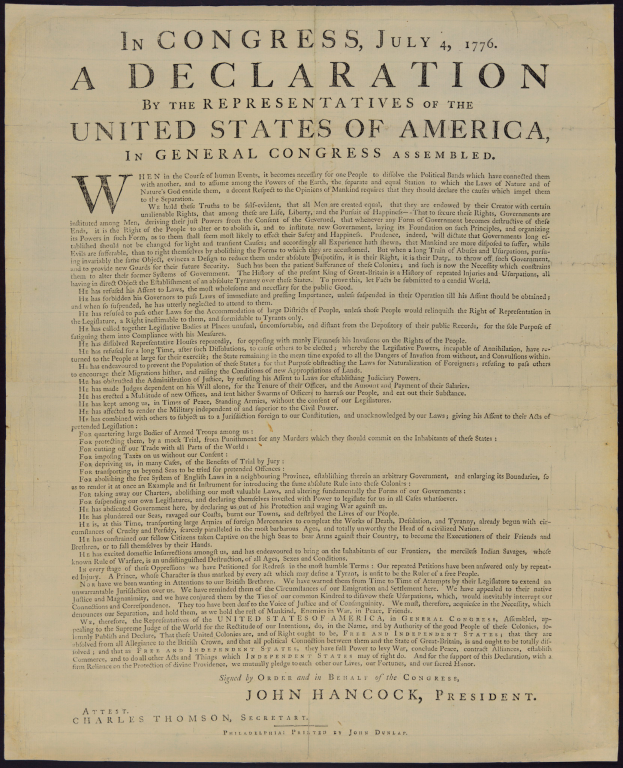 IN CONGRESS, JULY 4, 1776.
A DECLARATION
BY THE REPRESENTATIVES OF THE
UNITED STATES OF AMERICA,
IN GENERAL CONGRESS ASSEMBLED.
WHEN in the Course of human Events, it becomes necessary for one People to dissolve the Political Bands which have connected them
with another, and to assume among the Powers of the Earth, the separate and equal Station to which the Laws of Nature and of
Nature's God entitle them, a decent Respect to the Opinions of Mankind requires that they should declare the causes which impel them
to the Separation.
WE hold these Truths to be self-evident, that all Men are created equal, that they are endowed by their Creator with certain
unalienable Rights, that among these are Life, Liberty, and the Pursuit of Happiness--That to secure these Rights, Governments are
instituted among Men, deriving their just Powers from the Consent of the Governed, that whenever any Form of Government becomes destructive of these
Ends, it is the Right of the People to alter or to abolish it, and to institute new Government, laying its Foundation on such Principles, and organizing
its Powers in such Form, as to them shall seem most likely to effect their Safety and Happiness. Prudence, indeed, will dictate that Governments long es-
tablished should not be changed for light and transient Causes; and accordingly all Experience hath shewn, that Mankind are more disposed to suffer, while
Evils are sufferable, than to right themselves by abolishing the Forms to which they are accustomed. But when a long Train of Abuses and Usurpations, pursu-
ing invariably the same Object, evinces a Design to reduce them under absolute Despotism, it is their Right, it is their Duty, to throw off such Government,
and to provide new Guards for their future Security. Such has been the patient Sufferance of these Colonies; and such is now the Necessity which constrains
them to alter their former Systems of Government. The History of the present King of Great-Britain is a History of repeated Injuries and Usurpations, all
having in direct Object the Establishment of an absolute Tyranny over these States. To prove this, let Facts be submitted to a candid World.
HE has refused his Assent to Laws, the most wholesome and necessary for the public Good.
HE has forbidden his Governors to pass Laws of immediate and pressing Importance, unless suspended in their Operation till his Assent should be obtained;
and when so suspended, he has utterly neglected to attend to them.
HE has refused to pass other Laws for the Accommodation of large Districts of People, unless those People would relinquish the Right of Representation in
the Legislature, a Right inestimable to them, and formidable to Tyrants only.
HE has called together Legislative Bodies at Places unusual, uncomfortable, and distant from the Depository of their public Records, for the sole Purpose of
fatiguing them into Compliance with his Measures.
HE has dissolved Representative Houses repeatedly, for opposing with manly Firmness his Invasions on the Rights of the People.
HE has refused for a long Time, after such Dissolutions, to cause others to be elected; whereby the Legislative Powers, incapable of Annihilation, have re-
turned to the People at large for their exercise; the State remaining in the mean time exposed to all the Dangers of Invasion from without, and Convulsions within.
HE has endeavoured to prevent the Population of these States; for that Purpose obstructing the Laws for Naturalization of Foreigners; refusing to pass others
to encourage their Migrations hither, and raising the Conditions of new Appropriations of Lands.
HE has obstructed the Administration of Justice, by refusing his Assent to Laws for establishing Judiciary Powers.
HE has made Judges dependent on his Will alone, for the Tenure of their Offices, and the Amount and Payment of their Salaries.
HE has erected a Multitude of new Offices, and sent hither Swarms of Officers to harrass our People, and eat out their Substance.
HE has kept among us, in Times of Peace, Standing Armies, without the consent of our Legislatures.
HE has affected to render the Military independent of and superior to the Civil Power.
HE has combined with others to subject us to a Jurisdiction foreign to our Constitution, and unacknowledged by our Laws; giving his Assent to their Acts of
pretended Legislation:
FOR quartering large Bodies of Armed Troops among us:
FOR protecting them, by a mock Trial, from Punishment for any Murders which they should commit on the Inhabitants of these States:
FOR cutting off our Trade with all Parts of the World:
FOR imposing Taxes on us without our Consent:
FOR depriving us, in many Cases, of the Benefits of Trial by Jury:
FOR transporting us beyond Seas to be tried for pretended Offences:
FOR abolishing the free System of English Laws in a neighbouring Province, establishing therein an arbitrary Government, and enlarging its Boundaries, so
as to render it at once an Example and fit Instrument for introducing the same absolute Rule into these Colonies:
FOR taking away our Charters, abolishing our most valuable Laws, and altering fundamentally the Forms of our Governments:
FOR suspending our own Legislatures, and declaring themselves invested with Power to legislate for us in all Cases whatsoever.
HE has abdicated Government here, by declaring us out of his Protection and waging War against us.
HE has plundered our Seas, ravaged our Coasts, burnt our Towns, and destroyed the Lives of our People.
HE is, at this Time, transporting large Armies of foreign Mercenaries to compleat the Works of Death, Desolation, and Tyranny, already begun with cir-
cumstances of Cruelty and Perfidy, scarcely paralleled in the most barbarous Ages, and totally unworthy the Head of a civilized Nation.
HE has constrained our fellow Citizens taken Captive on the high Seas to bear Arms against their Country, to become the Executioners of their Friends and
Brethren, or to fall themselves by their Hands.
HE has excited domestic Insurrections amongst us, and has endeavoured to bring on the Inhabitants of our Frontiers, the merciless Indian Savages, whose
known Rule of Warfare, is an undistinguished Destruction, of all Ages, Sexes and Conditions.
IN every stage of these Oppressions we have Petitioned for Redress in the most humble Terms: Our repeated Petitions have been answered only by repeat-
ed Injury. A Prince, whose Character is thus marked by every act which may define a Tyrant, is unfit to be the Ruler of a free People.
NOR have we been wanting in Attentions to our British Brethren. We have warned them from Time to Time of Attempts by their Legislature to extend an
unwarrantable Jurisdiction over us. We have reminded them of the Circumstances of our Emigration and Settlement here. We have appealed to their native
Justice and Magnanimity, and we have conjured them by the Ties of our common Kindred to disavow these Usurpations, which, would inevitably interrupt our
Connections and Correspondence. They too have been deaf to the Voice of Justice and of Consanguinity. We must, therefore, acquiesce in the Necessity, which
denounces our Separation, and hold them, as we hold the rest of Mankind, Enemies in War, in Peace, Friends.
WE, therefore, the Representatives of the UNITED STATES OF AMERICA, in GENERAL CONGRESS, Assembled, ap-
pealing to the Supreme Judge of the World for the Rectitude of our Intentions, do, in the Name, and by Authority of the good People of these Colonies, so-
lemnly Publish and Declare, That these United Colonies are, and of Right ought to be, FREE AND INDEPENDENT STATES; that they are
absolved from all Allegiance to the British Crown, and that all political Connection between them and the State of Great-Britain, is and ought to be totally dis-
solved; and that as FREE AND INDEPENDENT STATES, they have full Power to levy War, conclude Peace, contract Alliances, establish
Commerce, and to do all other Acts and Things which INDEPENDENT STATES may of right do. And for the support of this Declaration, with a
firm Reliance on the Protection of divine Providence, we mutually pledge to each other our Lives, our Fortunes, and our sacred Honor.
Signed by ORDER and in BEHALF of the CONGRESS,
JOHN HANCOCK, PRESIDENT.
ATTEST.
CHARLES THOMSON, SECRETARY.
PHILADELPHIA: PRINTED BY JOHN DUNLAP.